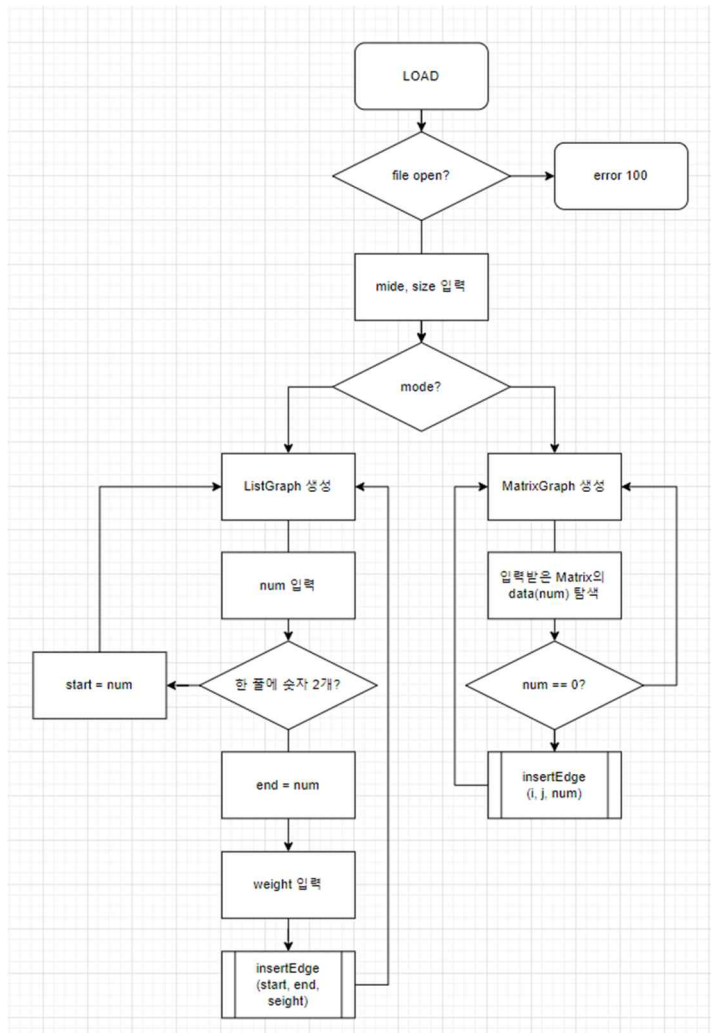 LOAD
file open?
error 100
mide, size 입력
mode?
ListGraph 생성
MatrixGraph 생성
num 입력
입력받은 Matrix의
data(num) 탐색
start = num
한 풀에 숫자 2개?
num == 0?
end = num
insertEdge
(i, j, num)
weight 입력
insertEdge
(start, end,
seight)